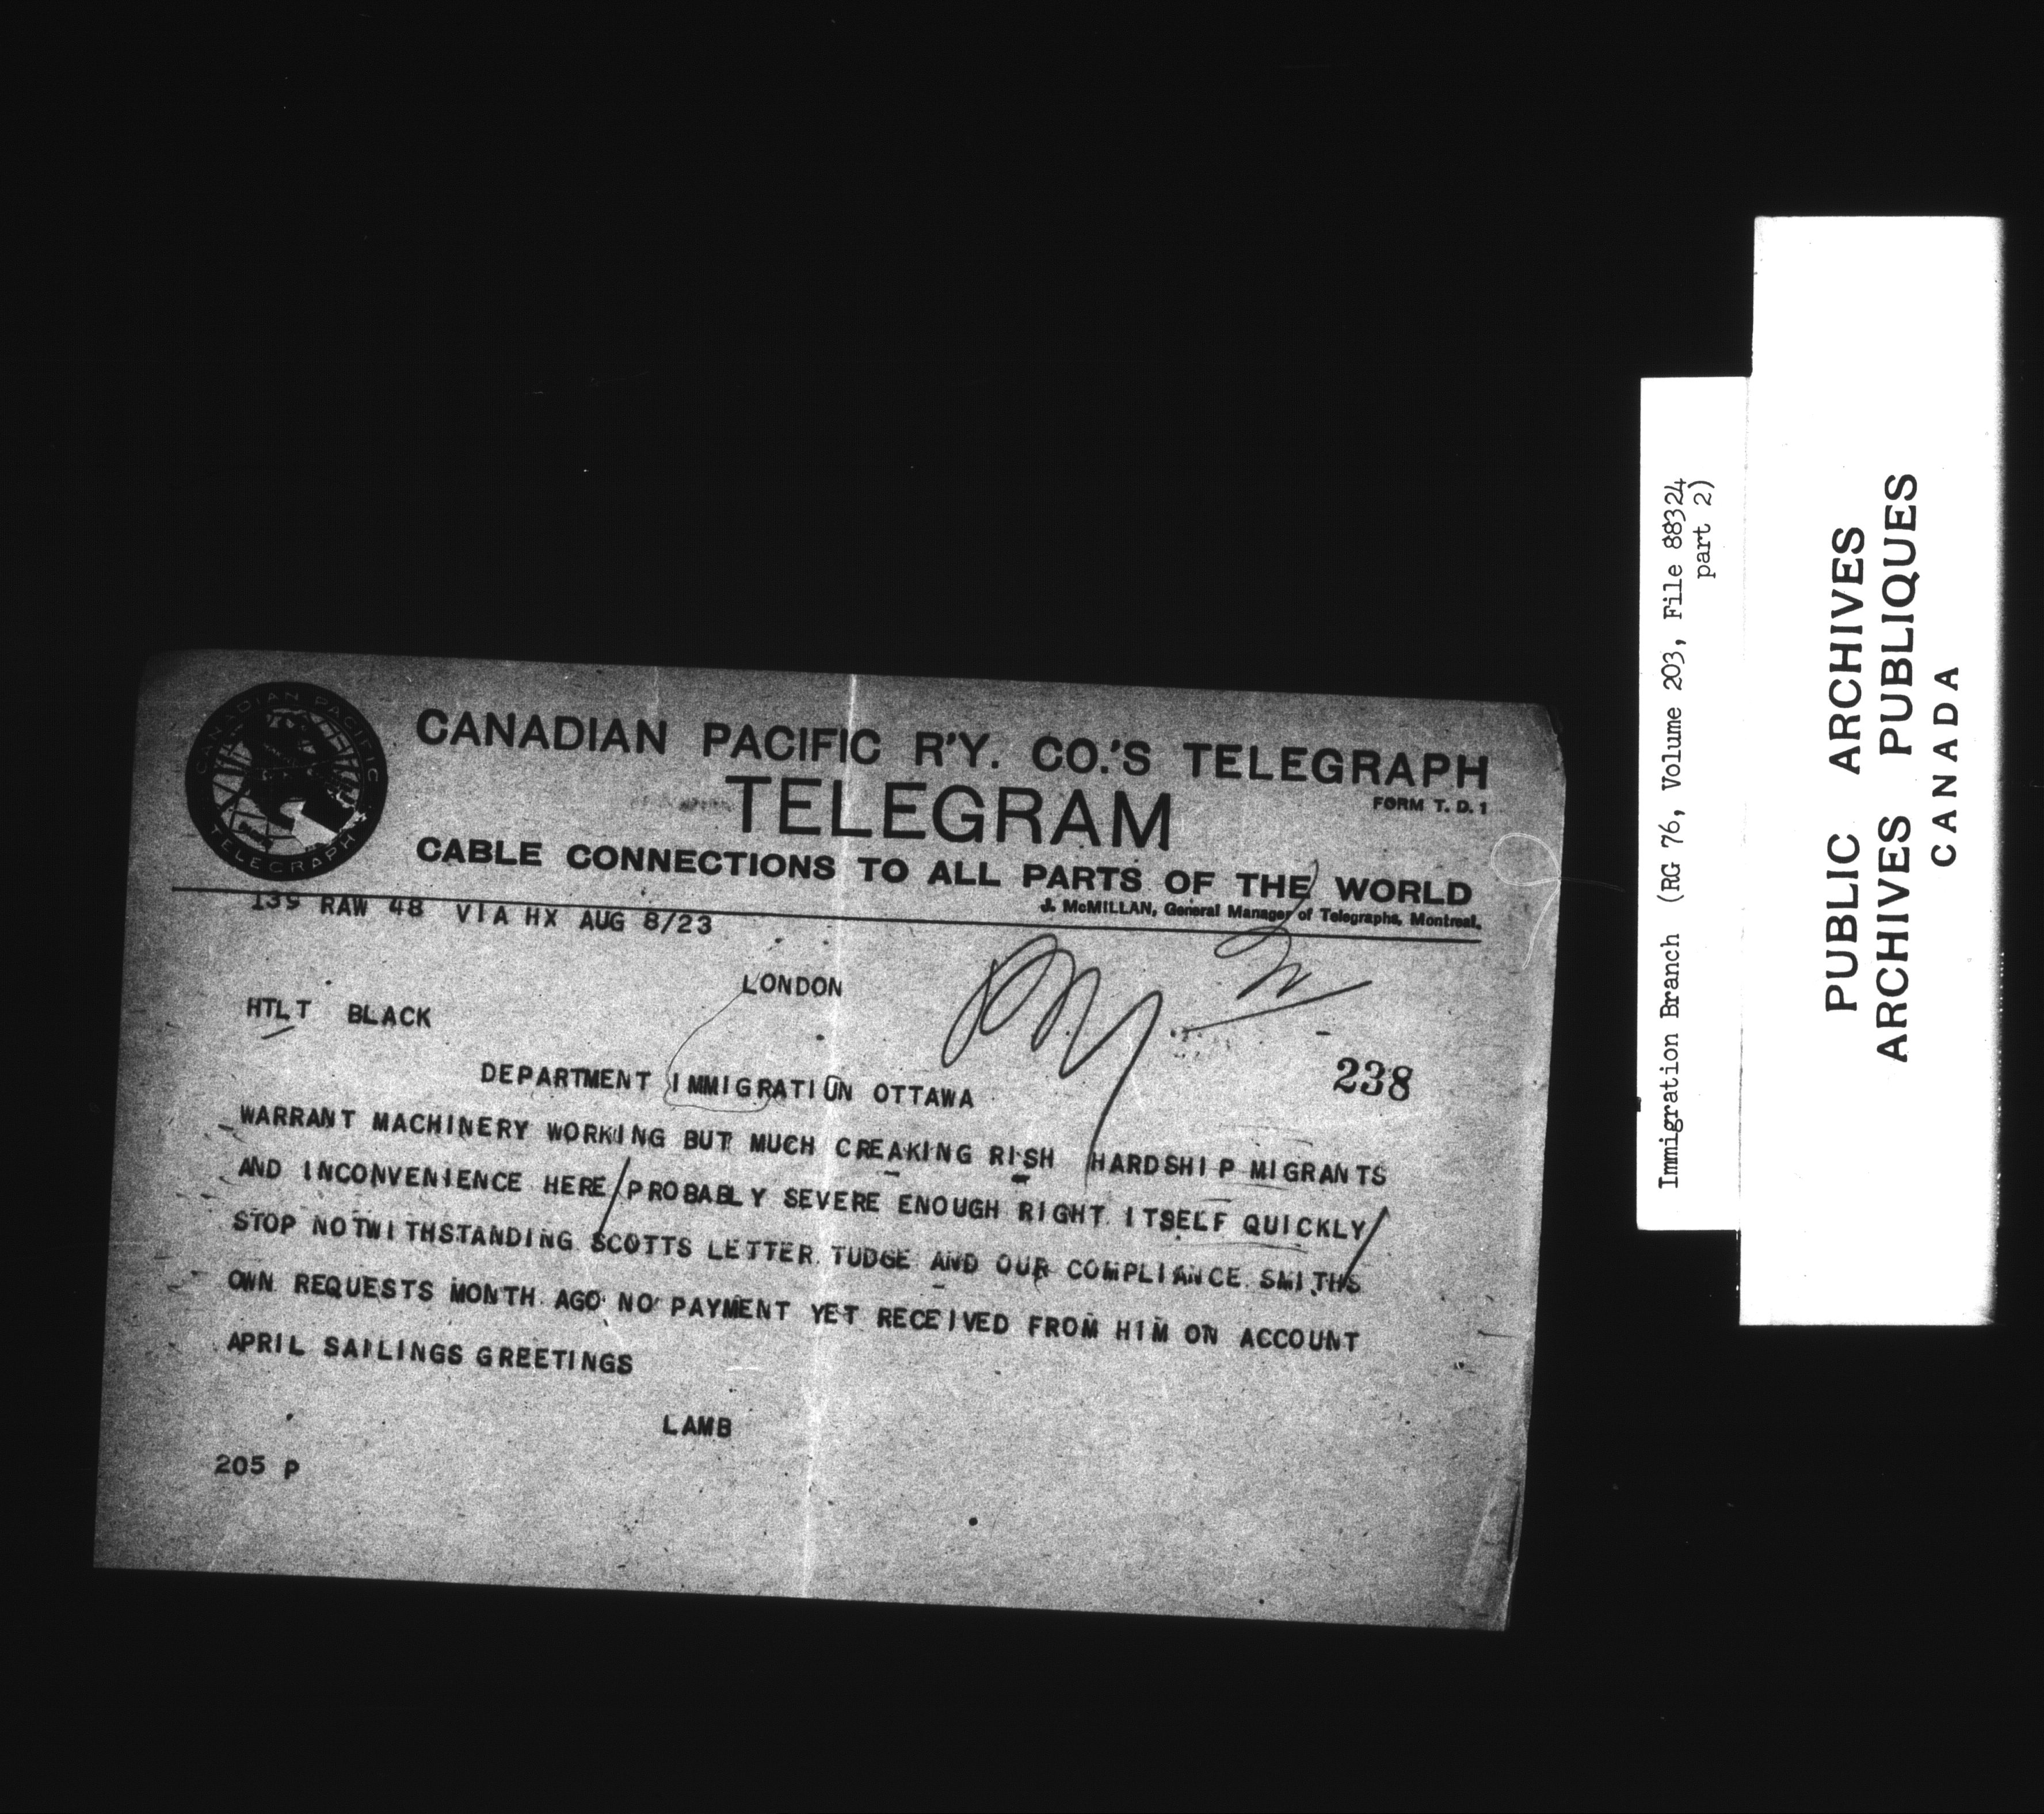 CANADIAN PACIFIC TELEGRAPH
CANADIAN PACIFIC R'Y. CO.'S TELEGRAPH
TELEGRAM
FORM T. D. 1
CABLE CONNECTIONS TO ALL PARTS OF THE WORLD
J. McMILLAN, General Manager of Telegraphs, Montreal.
139 RAW 48 VIA HX AUG 8/23
LONDON
HTLT BLACK
238
DEPARTMENT IMMIGRATION OTTAWA
WARRANT MACHINERY WORKING BUT MUCH CREAKING RISH HARDSHIP MIGRANTS
AND INCONVENIENCE HERE/PROBABLY SEVERE ENOUGH RIGHT ITSELF QUICKLY/
STOP NOTWITHSTANDING SCOTTS LETTER TUDGE AND OUR COMPLIANCE SMITHS
OWN REQUESTS MONTH AGO NO PAYMENT YET RECEIVED FROM HIM ON ACCOUNT
APRIL SAILINGS GREETINGS
LAMB
205 P
Immigration Branch (RG 76, Volume 203, File 88324
part 2)
PUBLIC ARCHIVES
ARCHIVES PUBLIQUES
CANADA